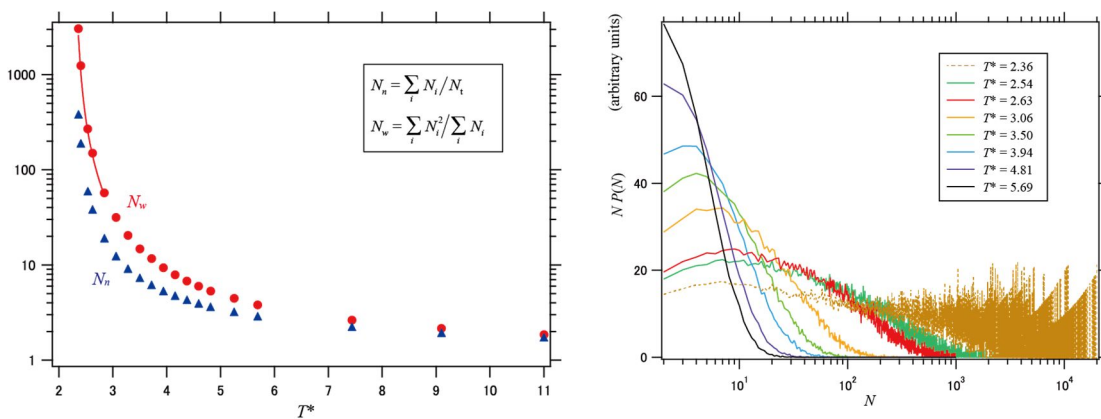 1000
100
10
1
2 3 4 5 6 7 8 9 10 11
T*
N_n = ∑_i N_i/N_t
N_w = ∑_i N_i^2/∑_i N_i
N_w
N_n
N P(N) (arbitrary units)
60
40
20
0
10^1 10^2 10^3 10^4
N
T* = 2.36
T* = 2.54
T* = 2.63
T* = 3.06
T* = 3.50
T* = 3.94
T* = 4.81
T* = 5.69